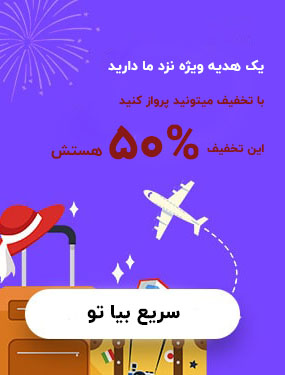 یک هدیه ویژه نزد ما دارید
با تخفیف میتونید پرواز کنید
این تخفیف ۵۰% هستش
سریع بیا تو